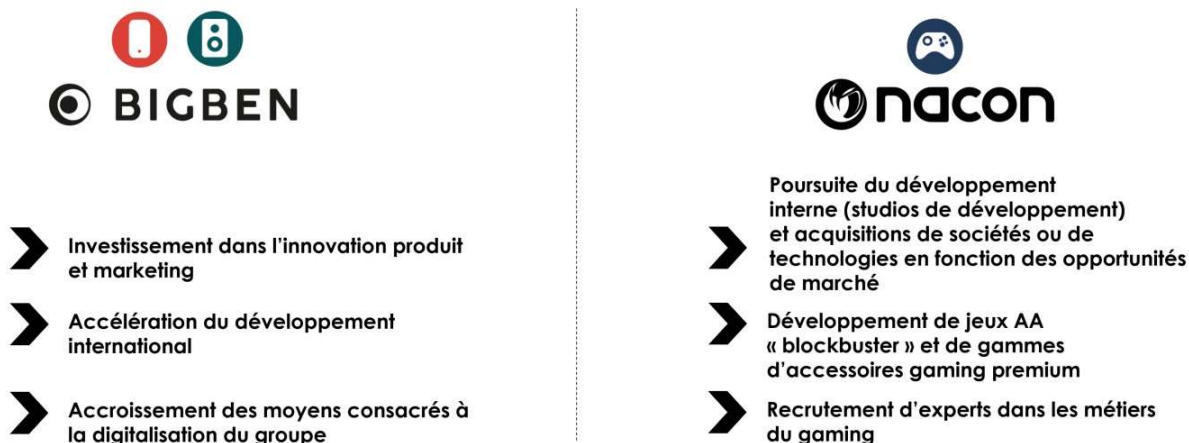 BIGBEN
Investissement dans l’innovation produit
et marketing
Accélération du développement
international
Accroissement des moyens consacrés à
la digitalisation du groupe
nacon
Poursuite du développement
interne (studios de développement)
et acquisitions de sociétés ou de
technologies en fonction des opportunités
de marché
Développement de jeux AA
« blockbuster » et de gammes
d’accessoires gaming premium
Recrutement d’experts dans les métiers
du gaming